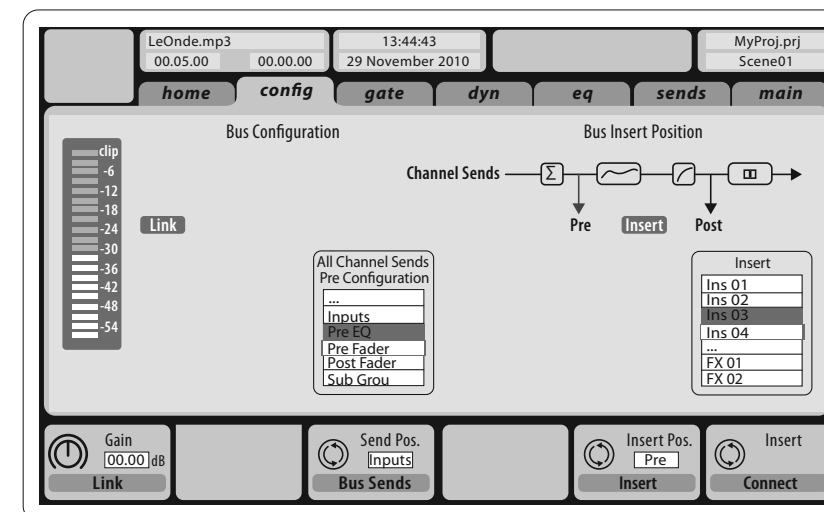 LeOnde.mp3
00.05.00 00.00.00
13:44:43
29 November 2010
MyProj.prj
Scene01
home config gate dyn eq sends main
Bus Configuration
Bus Insert Position
clip
-6
-12
-18
-24
-30
-36
-42
-48
-54
Link
Channel Sends
Σ
Pre Insert Post
All Channel Sends
Pre Configuration
...
Inputs
Pre EQ
Pre Fader
Post Fader
Sub Grou
Insert
Ins 01
Ins 02
Ins 03
Ins 04
...
FX 01
FX 02
Gain
00.00 dB
Link
Send Pos.
Inputs
Bus Sends
Insert Pos.
Pre
Insert
Insert
Connect